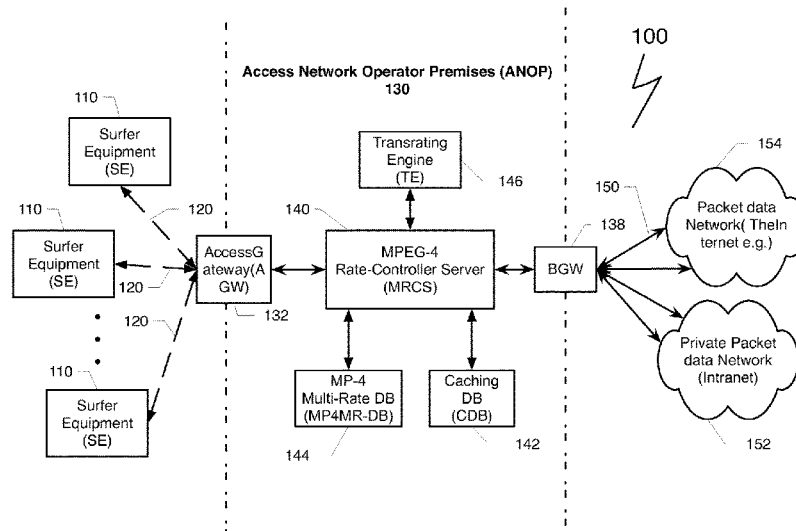 100
Access Network Operator Premises (ANOP)
130
110
Surfer
Equipment
(SE)
120
110
Surfer
Equipment
(SE)
120
120
110
Surfer
Equipment
(SE)
AccessG
ateway(A
GW)
132
Transrating
Engine
(TE)
146
140
MPEG-4
Rate-Controller Server
(MRCS)
MP-4
Multi-Rate DB
(MP4MR-DB)
144
Caching
DB
(CDB)
142
138
BGW
150
154
Packet data
Network( TheIn
ternet e.g.)
Private Packet
data Network
(Intranet)
152